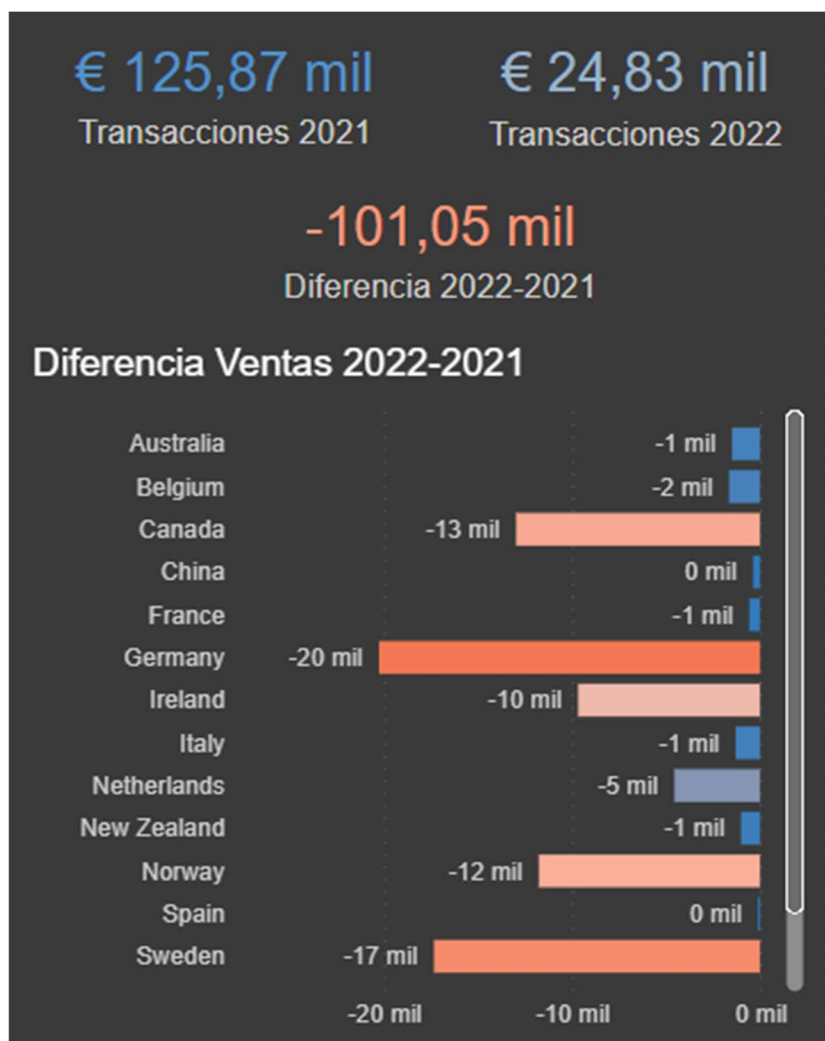 € 125,87 mil € 24,83 mil
Transacciones 2021 Transacciones 2022
-101,05 mil
Diferencia 2022-2021
Diferencia Ventas 2022-2021
Australia -1 mil
Belgium -2 mil
Canada -13 mil
China 0 mil
France -1 mil
Germany -20 mil
Ireland -10 mil
Italy -1 mil
Netherlands -5 mil
New Zealand -1 mil
Norway -12 mil
Spain 0 mil
Sweden -17 mil
-20 mil -10 mil 0 mil